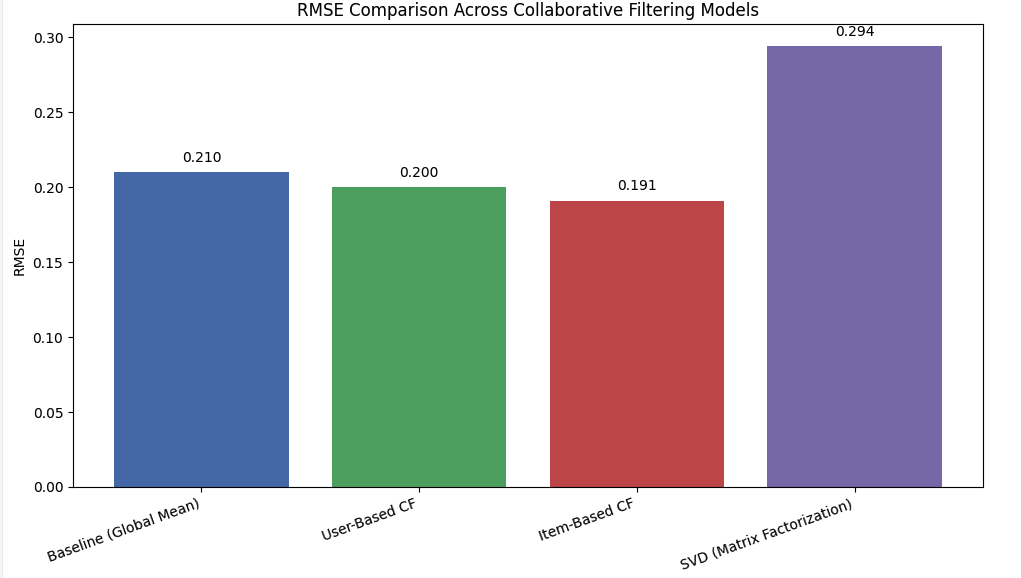 RMSE Comparison Across Collaborative Filtering Models
RMSE
0.30
0.25
0.20
0.15
0.10
0.05
0.00
0.210
0.200
0.191
0.294
Baseline (Global Mean)
User-Based CF
Item-Based CF
SVD (Matrix Factorization)